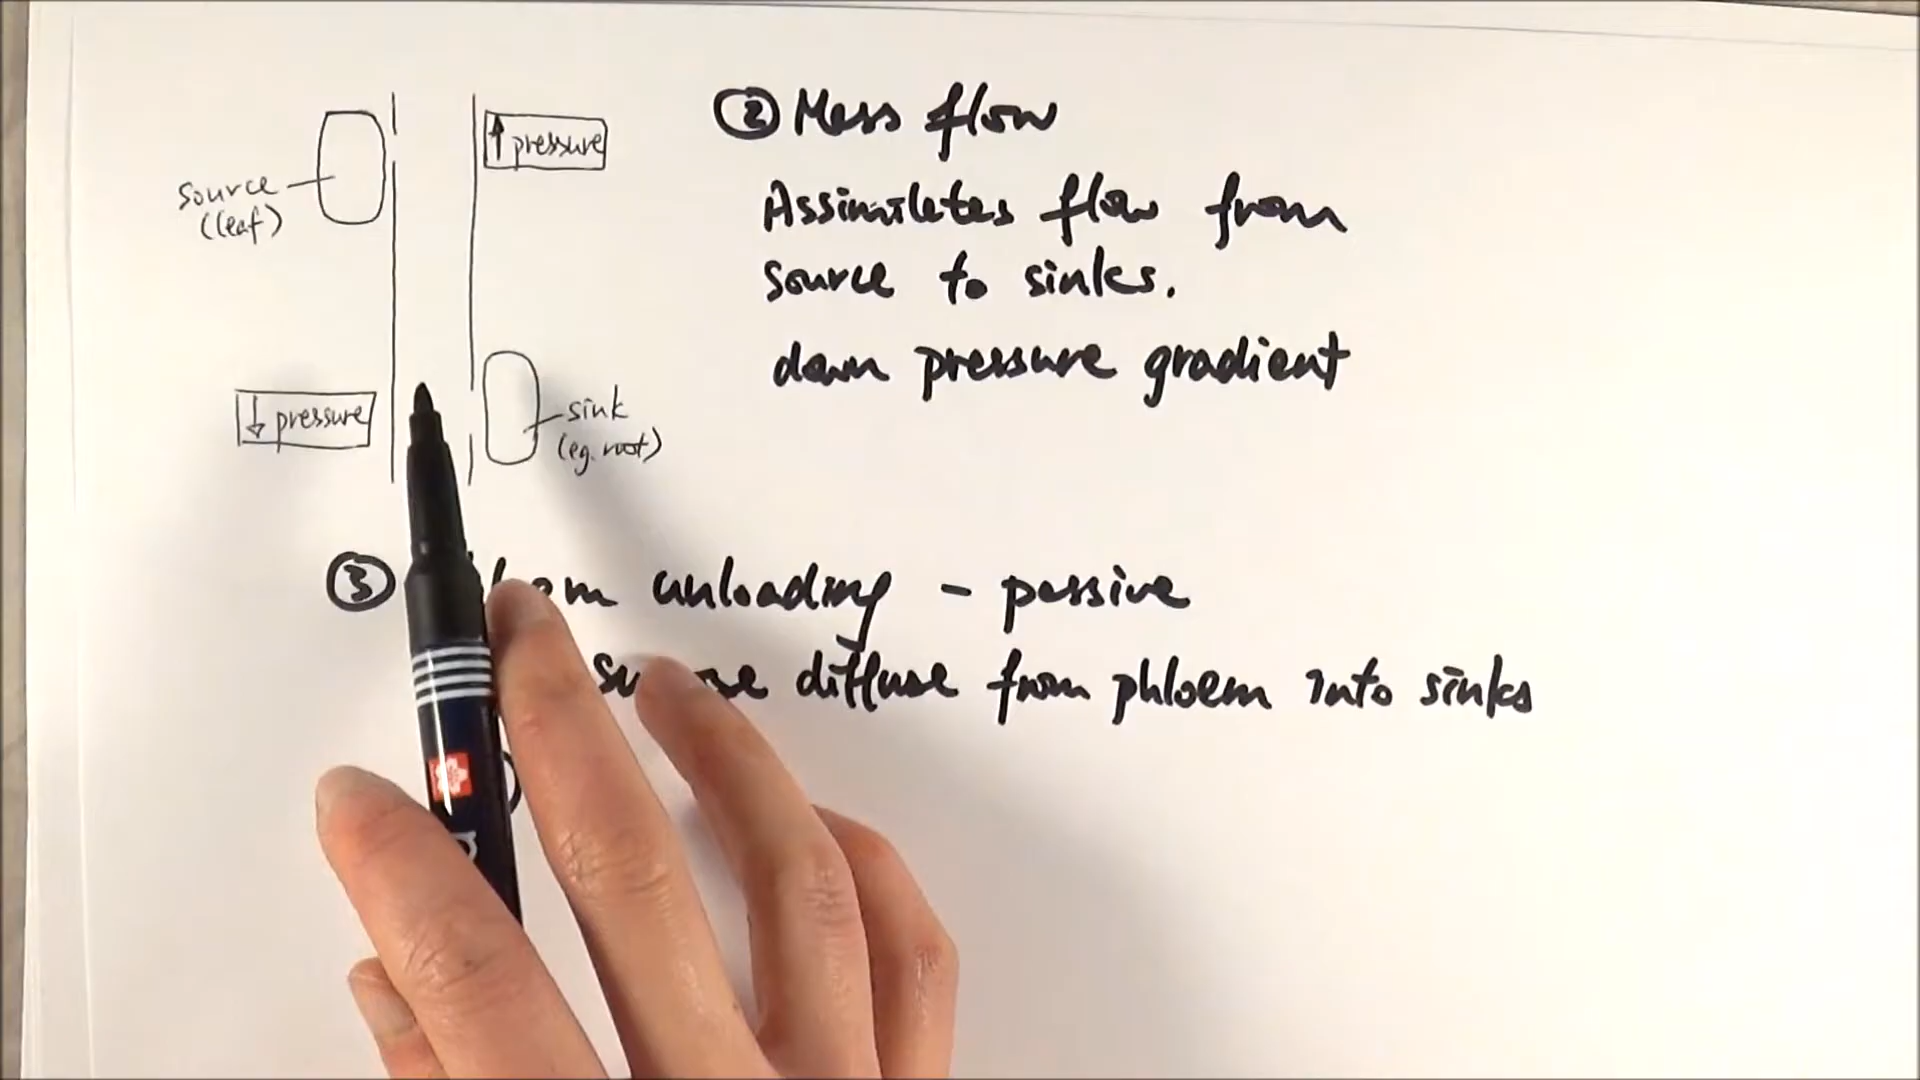 ② Mass flow
Assimilates flow from
source to sinks.
down pressure gradient
↑ pressure
source
(leaf)
↓ pressure
sink
(eg. root)
③ unloading - passive
diffuse from phloem into sinks